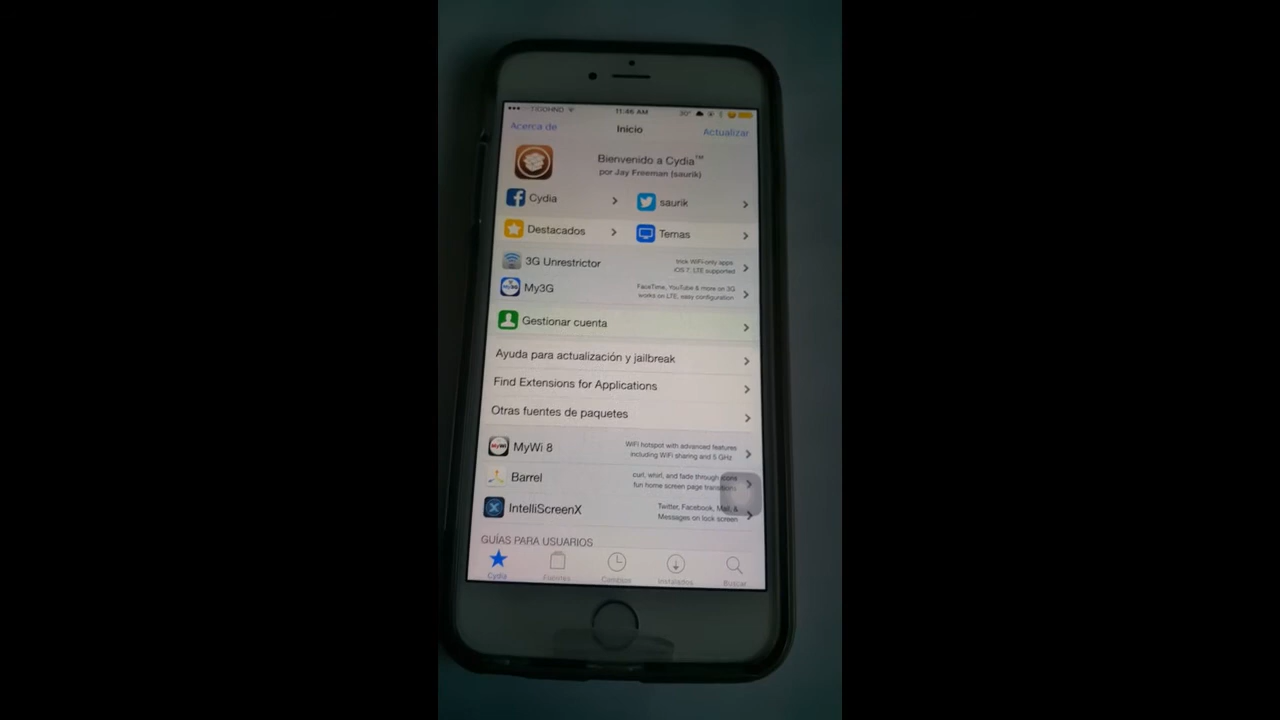 TIGOHND
11:46 AM
30°
Acerca de
Inicio
Actualizar
Bienvenido a Cydia™
por Jay Freeman (saurik)
Cydia
saurik
Destacados
Temas
3G Unrestrictor
trick WiFi-only apps
iOS 7, LTE supported
My3G
FaceTime, YouTube & more on 3G
works on LTE, easy configuration
Gestionar cuenta
Ayuda para actualización y jailbreak
Find Extensions for Applications
Otras fuentes de paquetes
MyWi 8
WiFi hotspot with advanced features
including WiFi sharing and 5 GHz
Barrel
curl, whirl, and fade through icons
fun home screen page transitions
IntelliScreenX
Twitter, Facebook, Mail, &
Messages on lock screen
GUÍAS PARA USUARIOS
Cydia
Fuentes
Cambios
Instalados
Buscar